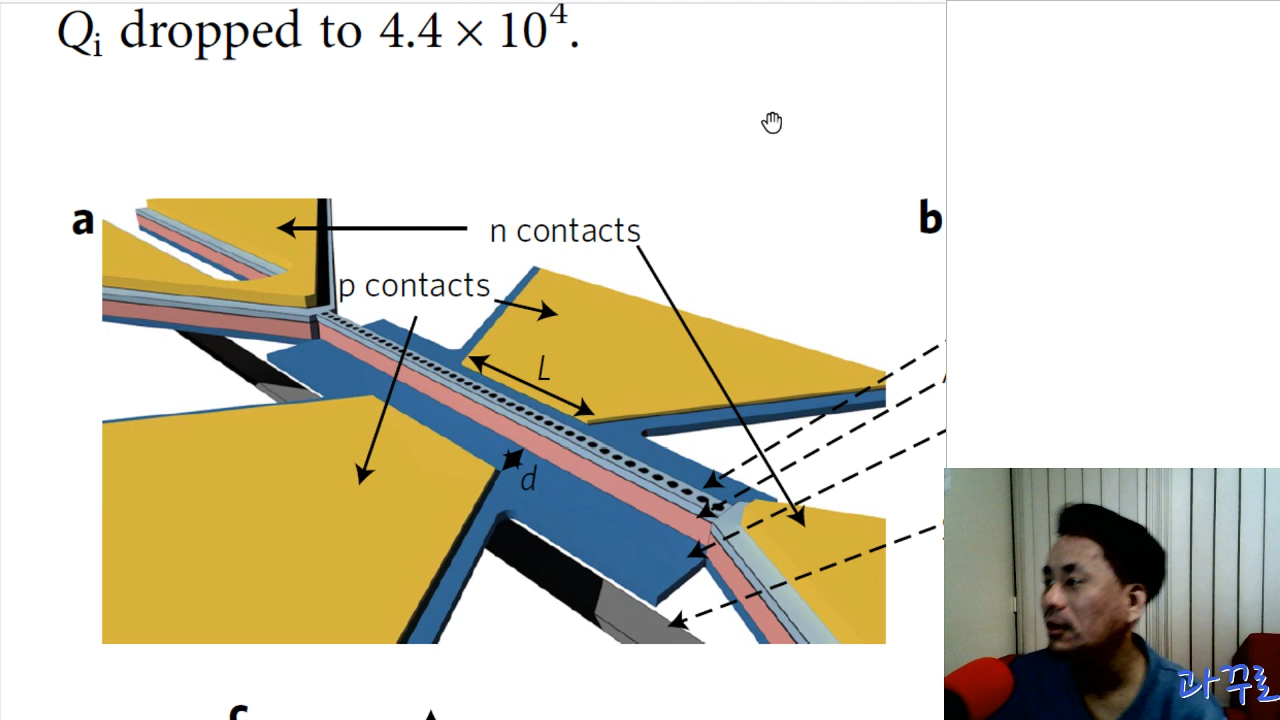 Qi dropped to 4.4 × 10⁴.
a
b
n contacts
p contacts
L
d
c
과꾸로